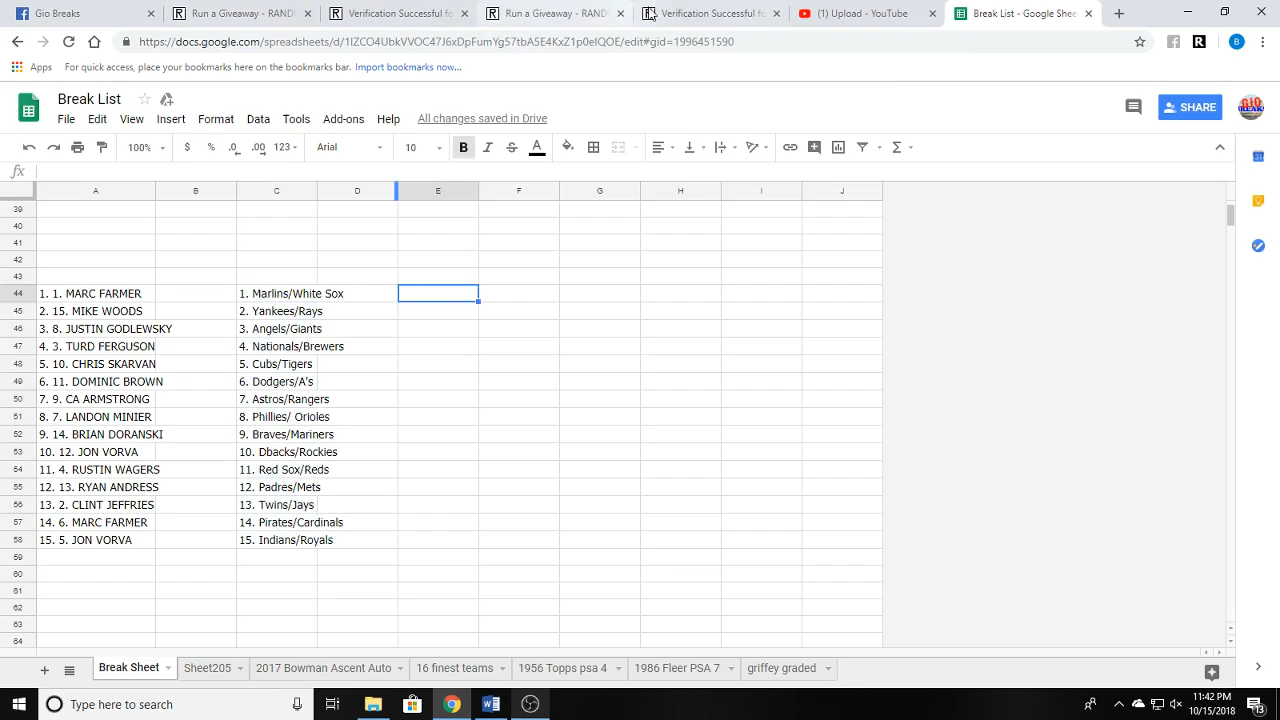 Gio Breaks
Run a Giveaway - RAND
Verification Successful fo
Run a Giveaway - RAND
Verification Successful for
(1) Upload - YouTube
Break List - Google Shee
https://docs.google.com/spreadsheets/d/1IZCO4UbkVVOC47J6xDpFumYg57tbA5E4KxZ1p0eIQOE/edit#gid=1996451590
Apps For quick access, place your bookmarks here on the bookmarks bar. Import bookmarks now...
Break List
SHARE
File Edit View Insert Format Data Tools Add-ons Help All changes saved in Drive
100% $ % .0 .00 123 Arial 10 B I S A
fx
A B C D E F G H I J
39
40
41
42
43
44 1. 1. MARC FARMER 1. Marlins/White Sox
45 2. 15. MIKE WOODS 2. Yankees/Rays
46 3. 8. JUSTIN GODLEWSKY 3. Angels/Giants
47 4. 3. TURD FERGUSON 4. Nationals/Brewers
48 5. 10. CHRIS SKARVAN 5. Cubs/Tigers
49 6. 11. DOMINIC BROWN 6. Dodgers/A's
50 7. 9. CA ARMSTRONG 7. Astros/Rangers
51 8. 7. LANDON MINIER 8. Phillies/ Orioles
52 9. 14. BRIAN DORANSKI 9. Braves/Mariners
53 10. 12. JON VORVA 10. Dbacks/Rockies
54 11. 4. RUSTIN WAGERS 11. Red Sox/Reds
55 12. 13. RYAN ANDRESS 12. Padres/Mets
56 13. 2. CLINT JEFFRIES 13. Twins/Jays
57 14. 6. MARC FARMER 14. Pirates/Cardinals
58 15. 5. JON VORVA 15. Indians/Royals
59
60
61
62
63
64
Break Sheet Sheet205 2017 Bowman Ascent Auto 16 finest teams 1956 Topps psa 4 1986 Fleer PSA 7 griffey graded
Type here to search
11:42 PM
10/15/2018